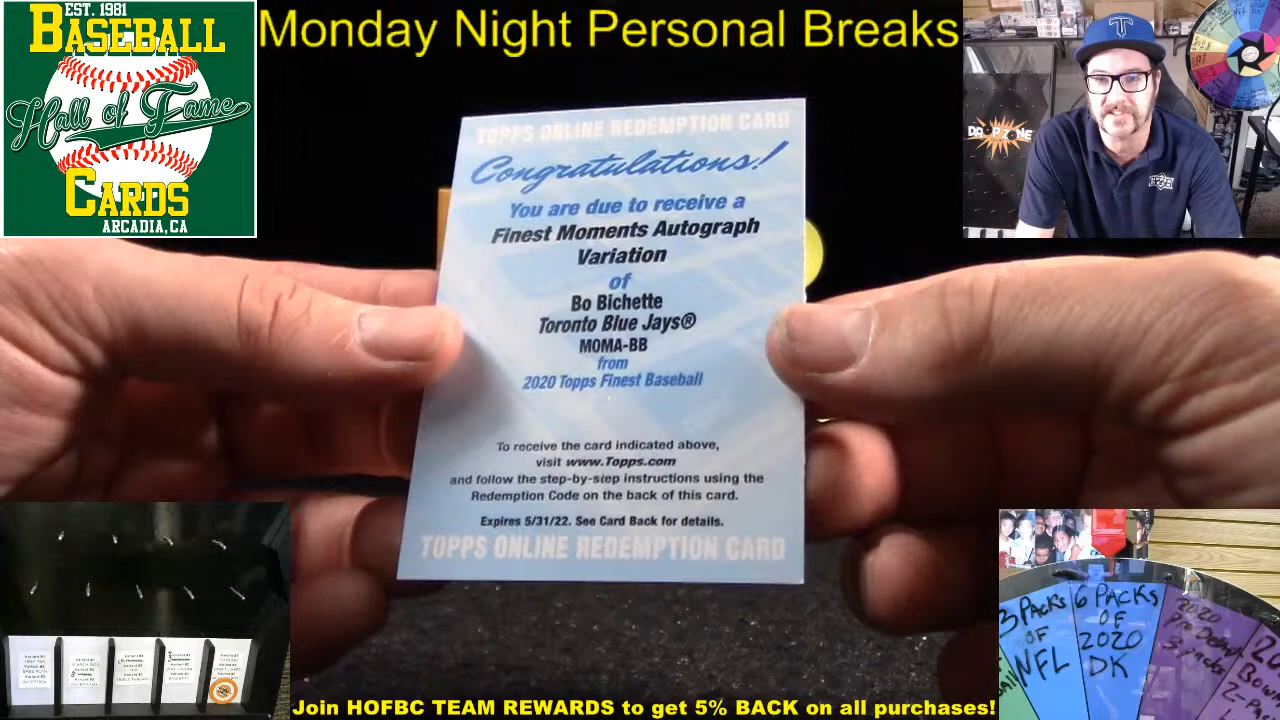 EST. 1981
BASEBALL
Hall of Fame
CARDS
ARCADIA, CA
Monday Night Personal Breaks
DROP ZONE
UPPER DECK
TOPPS ONLINE REDEMPTION CARD
Congratulations!
You are due to receive a
Finest Moments Autograph
Variation
of
Bo Bichette
Toronto Blue Jays®
MOMA-BB
from
2020 Topps Finest Baseball
To receive the card indicated above,
visit www.Topps.com
and follow the step-by-step instructions using the
Redemption Code on the back of this card.
Expires 5/31/22. See Card Back for details.
TOPPS ONLINE REDEMPTION CARD
3 PACKS
OF
NFL
6 PACKS
OF
2020
DK
2020
Join HOFBC TEAM REWARDS to get 5% BACK on all purchases!